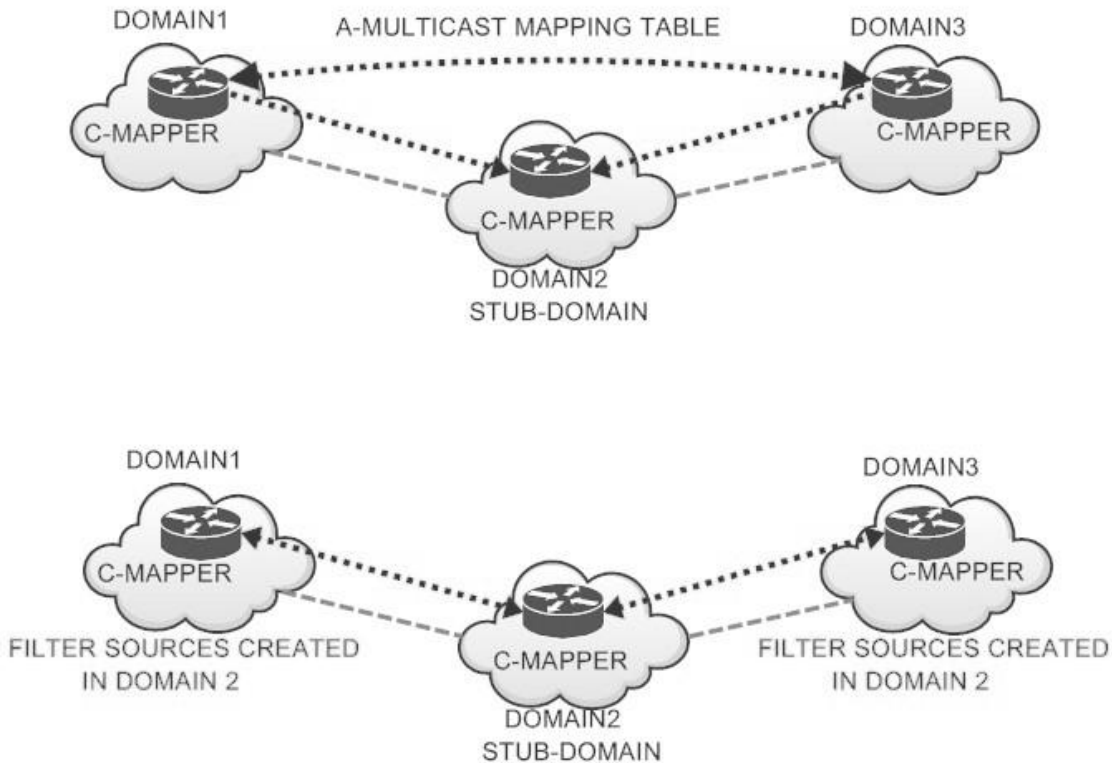 DOMAIN1
A-MULTICAST MAPPING TABLE
DOMAIN3
C-MAPPER
C-MAPPER
C-MAPPER
DOMAIN2
STUB-DOMAIN
DOMAIN1
DOMAIN3
C-MAPPER
C-MAPPER
FILTER SOURCES CREATED
IN DOMAIN 2
C-MAPPER
FILTER SOURCES CREATED
IN DOMAIN 2
DOMAIN2
STUB-DOMAIN